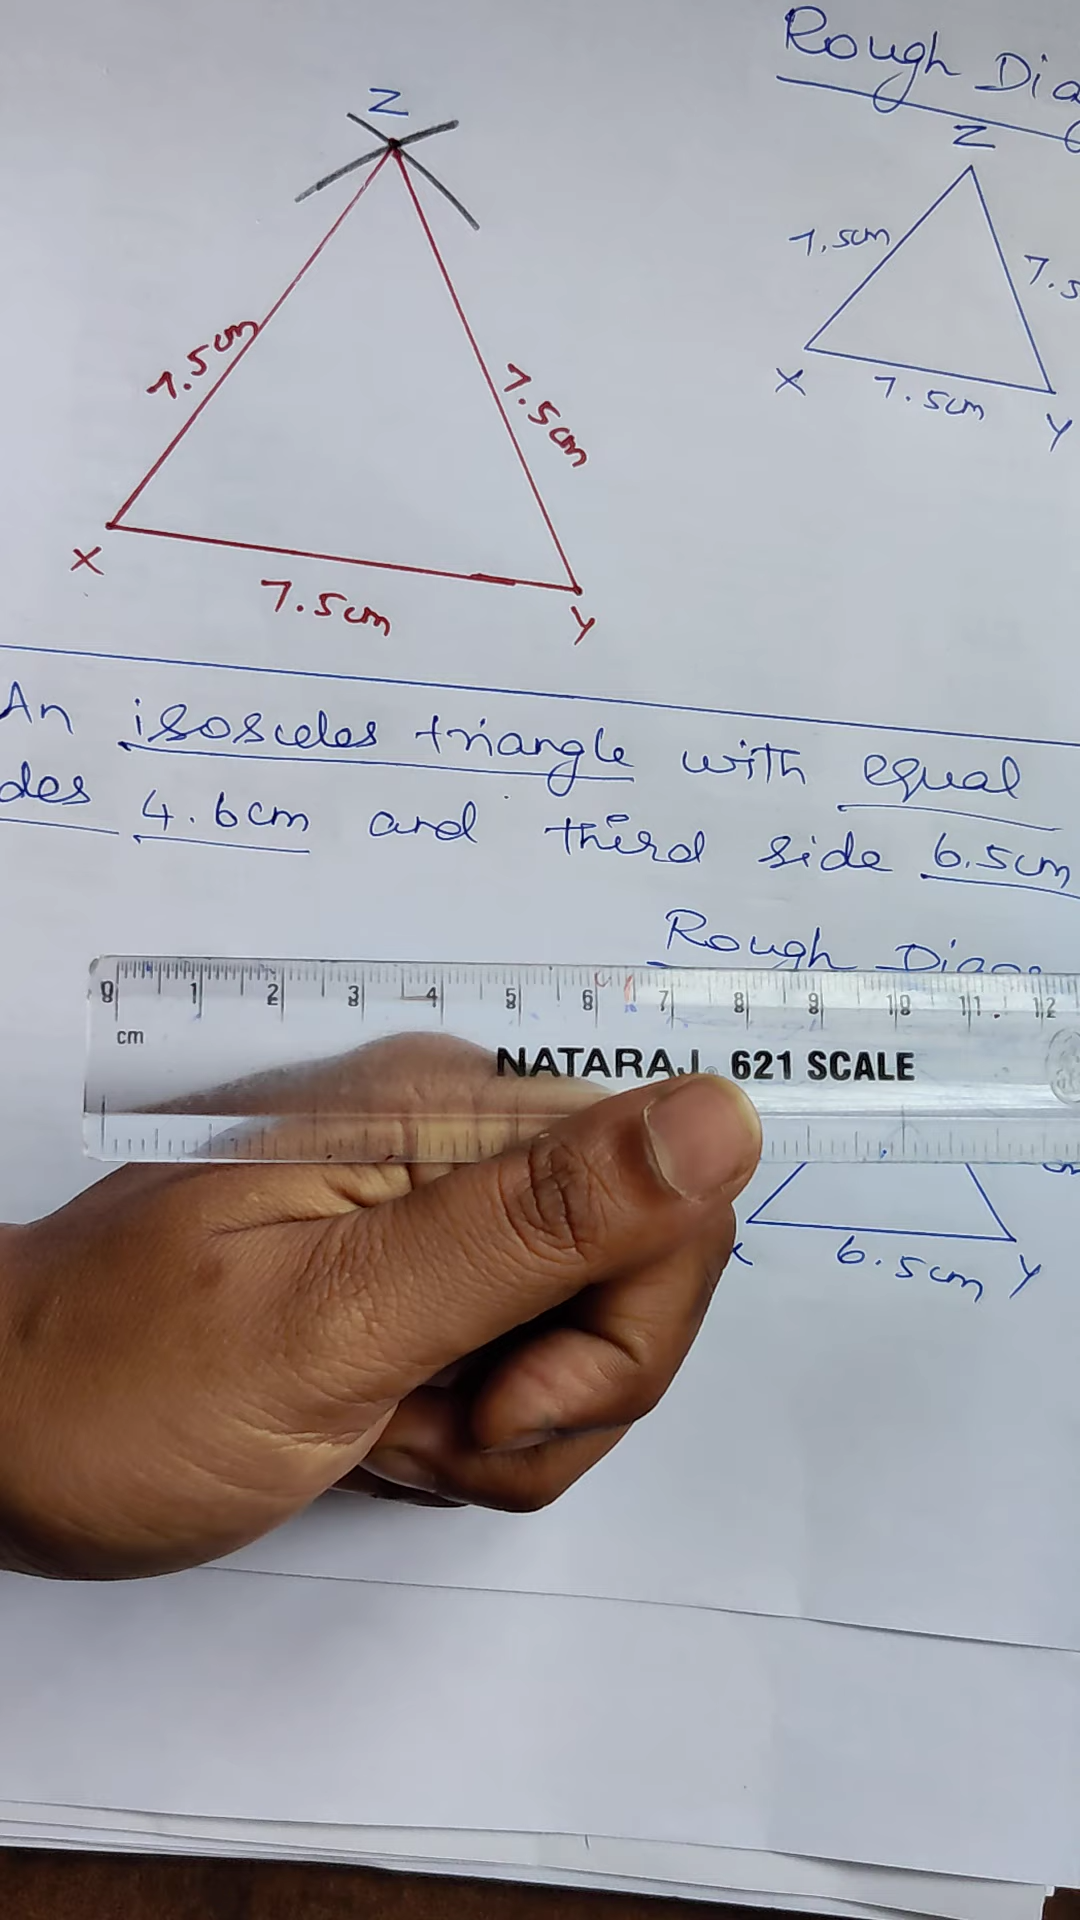 Rough Dia
Z
Z
7.5cm
7.5
7.5cm
7.5cm
X
7.5cm
Y
X
7.5cm
Y
An isosceles triangle with equal
des 4.6cm and third side 6.5cm
Rough Diag
0 1 2 3 4 5 6 7 8 9 10 11 12
cm
NATARAJ 621 SCALE
6.5cm
Y